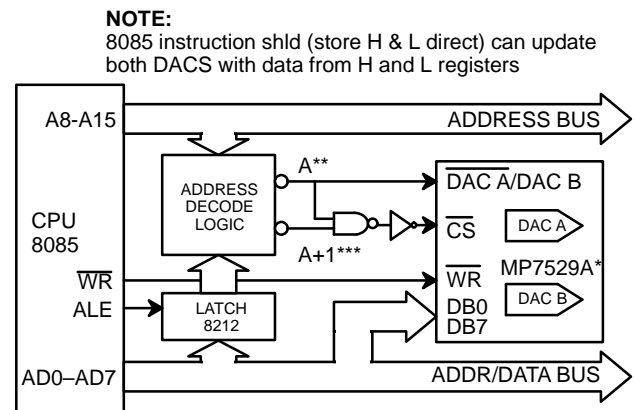 NOTE:
8085 instruction shld (store H & L direct) can update
both DACS with data from H and L registers
A8-A15
ADDRESS BUS
A**
ADDRESS
DECODE
LOGIC
DAC A/DAC B
CPU
8085
CS
DAC A
A+1***
WR
MP7529A*
WR
ALE
LATCH
8212
DAC B
DB0
DB7
AD0–AD7
ADDR/DATA BUS